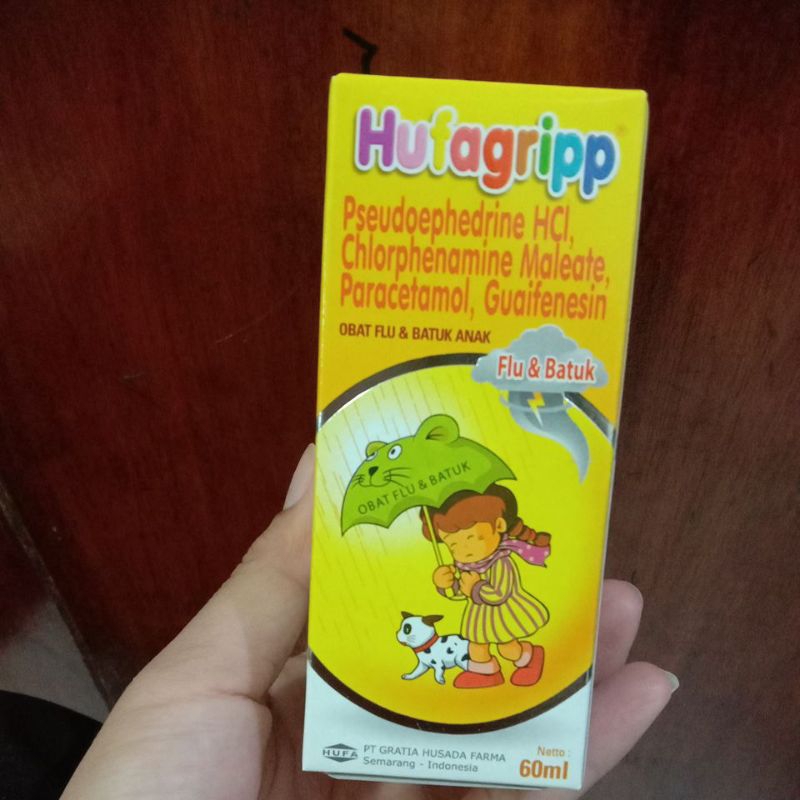 Hufagripp®
Pseudoephedrine HCl,
Chlorphenamine Maleate,
Paracetamol, Guaifenesin
OBAT FLU & BATUK ANAK
Flu & Batuk
OBAT FLU & BATUK
HUFA
PT GRATIA HUSADA FARMA
Semarang - Indonesia
Netto :
60ml